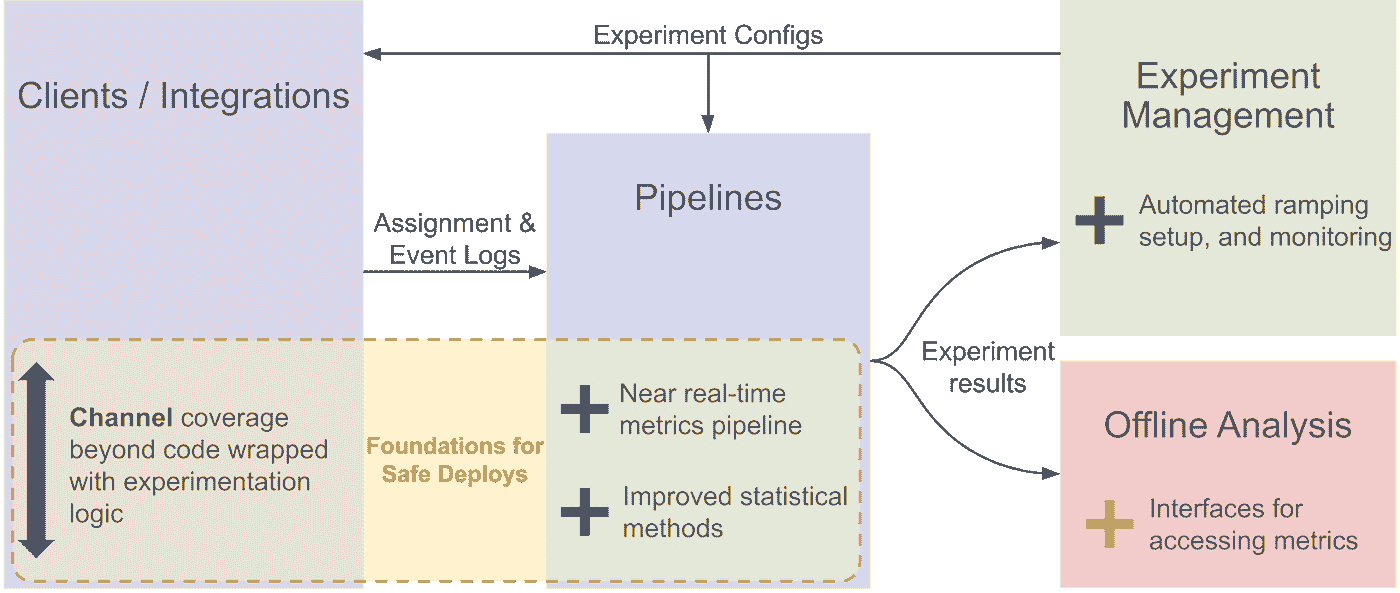 Experiment Configs
Clients / Integrations
Experiment
Management
Pipelines
Assignment &
Event Logs
Automated ramping
setup, and monitoring
Experiment
results
Channel coverage
beyond code wrapped
with experimentation
logic
Foundations for
Safe Deploys
Near real-time
metrics pipeline
Improved statistical
methods
Offline Analysis
Interfaces for
accessing metrics